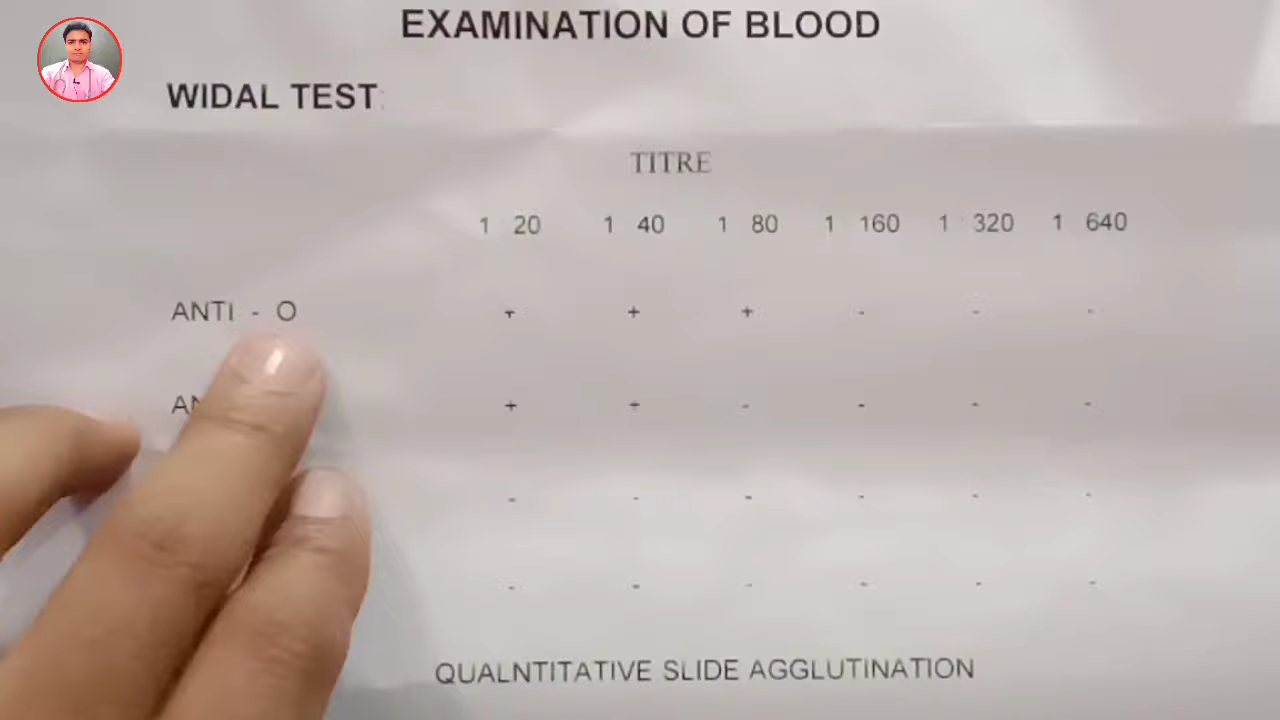 EXAMINATION OF BLOOD
WIDAL TEST:
TITRE
1 20 1 40 1 80 1 160 1 320 1 640
ANTI - O + + + - - -
+ + - - - -
- - - - - -
- - - - - -
QUALNTITATIVE SLIDE AGGLUTINATION